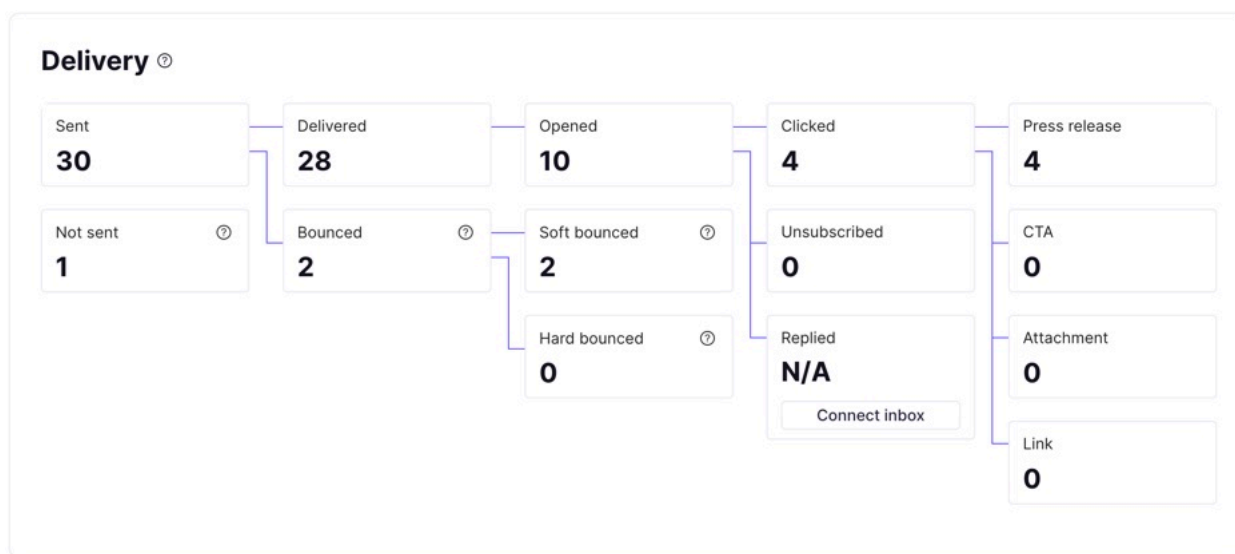 Delivery
Sent
30
Delivered
28
Opened
10
Clicked
4
Press release
4
Not sent
1
Bounced
2
Soft bounced
2
Unsubscribed
0
CTA
0
Hard bounced
0
Replied
N/A
Connect inbox
Attachment
0
Link
0